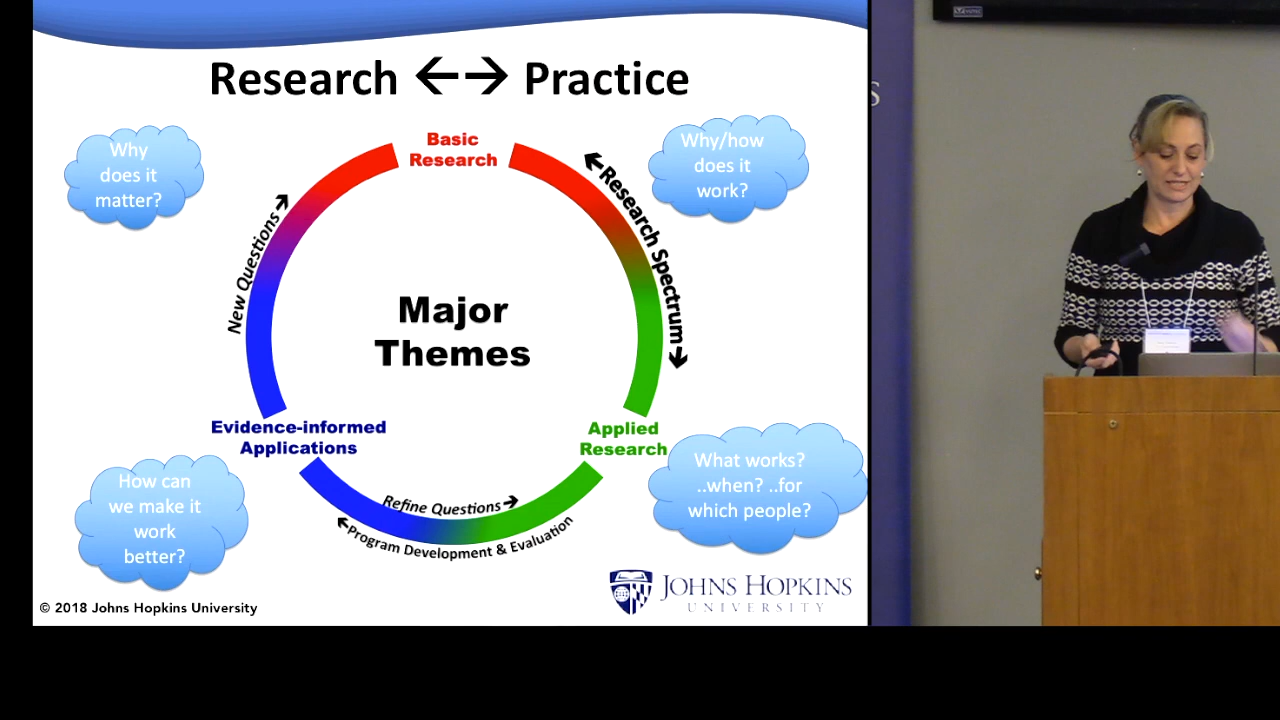 Research ←→ Practice
Why
does it
matter?
Basic
Research
Why/how
does it
work?
New Questions→
←Research Spectrum→
Major
Themes
Evidence-informed
Applications
Applied
Research
How can
we make it
work
better?
Refine Questions→
←Program Development & Evaluation
What works?
..when? ..for
which people?
© 2018 Johns Hopkins University
JOHNS HOPKINS
UNIVERSITY
S